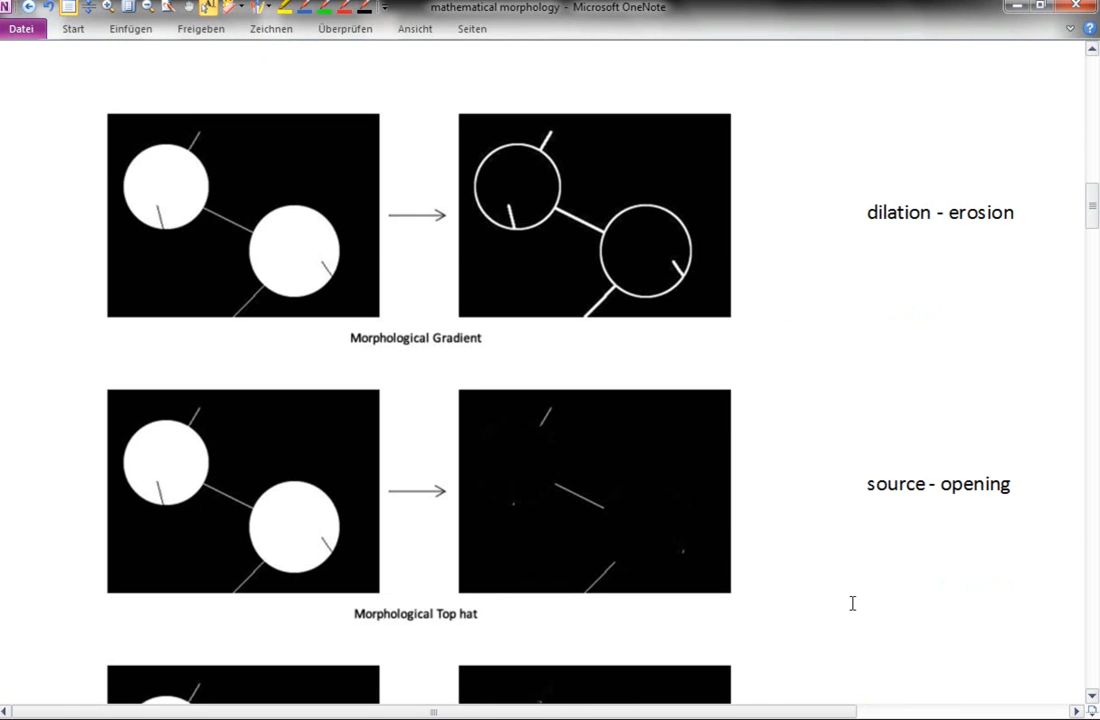 mathematical morphology - Microsoft OneNote
Datei Start Einfügen Freigeben Zeichnen Überprüfen Ansicht Seiten
dilation - erosion
Morphological Gradient
source - opening
Morphological Top hat